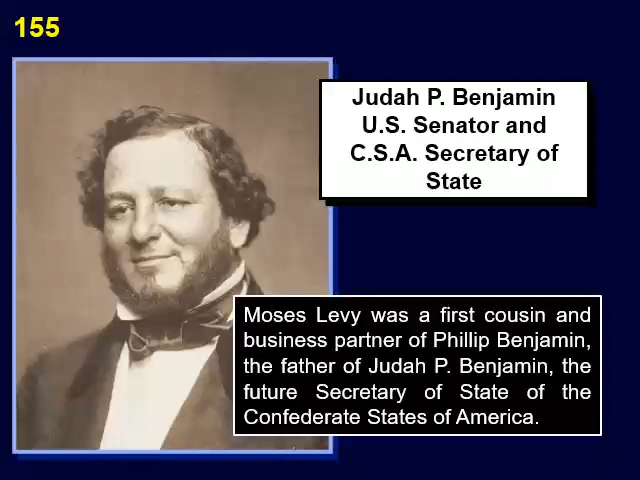 155
Judah P. Benjamin
U.S. Senator and
C.S.A. Secretary of
State
Moses Levy was a first cousin and
business partner of Phillip Benjamin,
the father of Judah P. Benjamin, the
future Secretary of State of the
Confederate States of America.